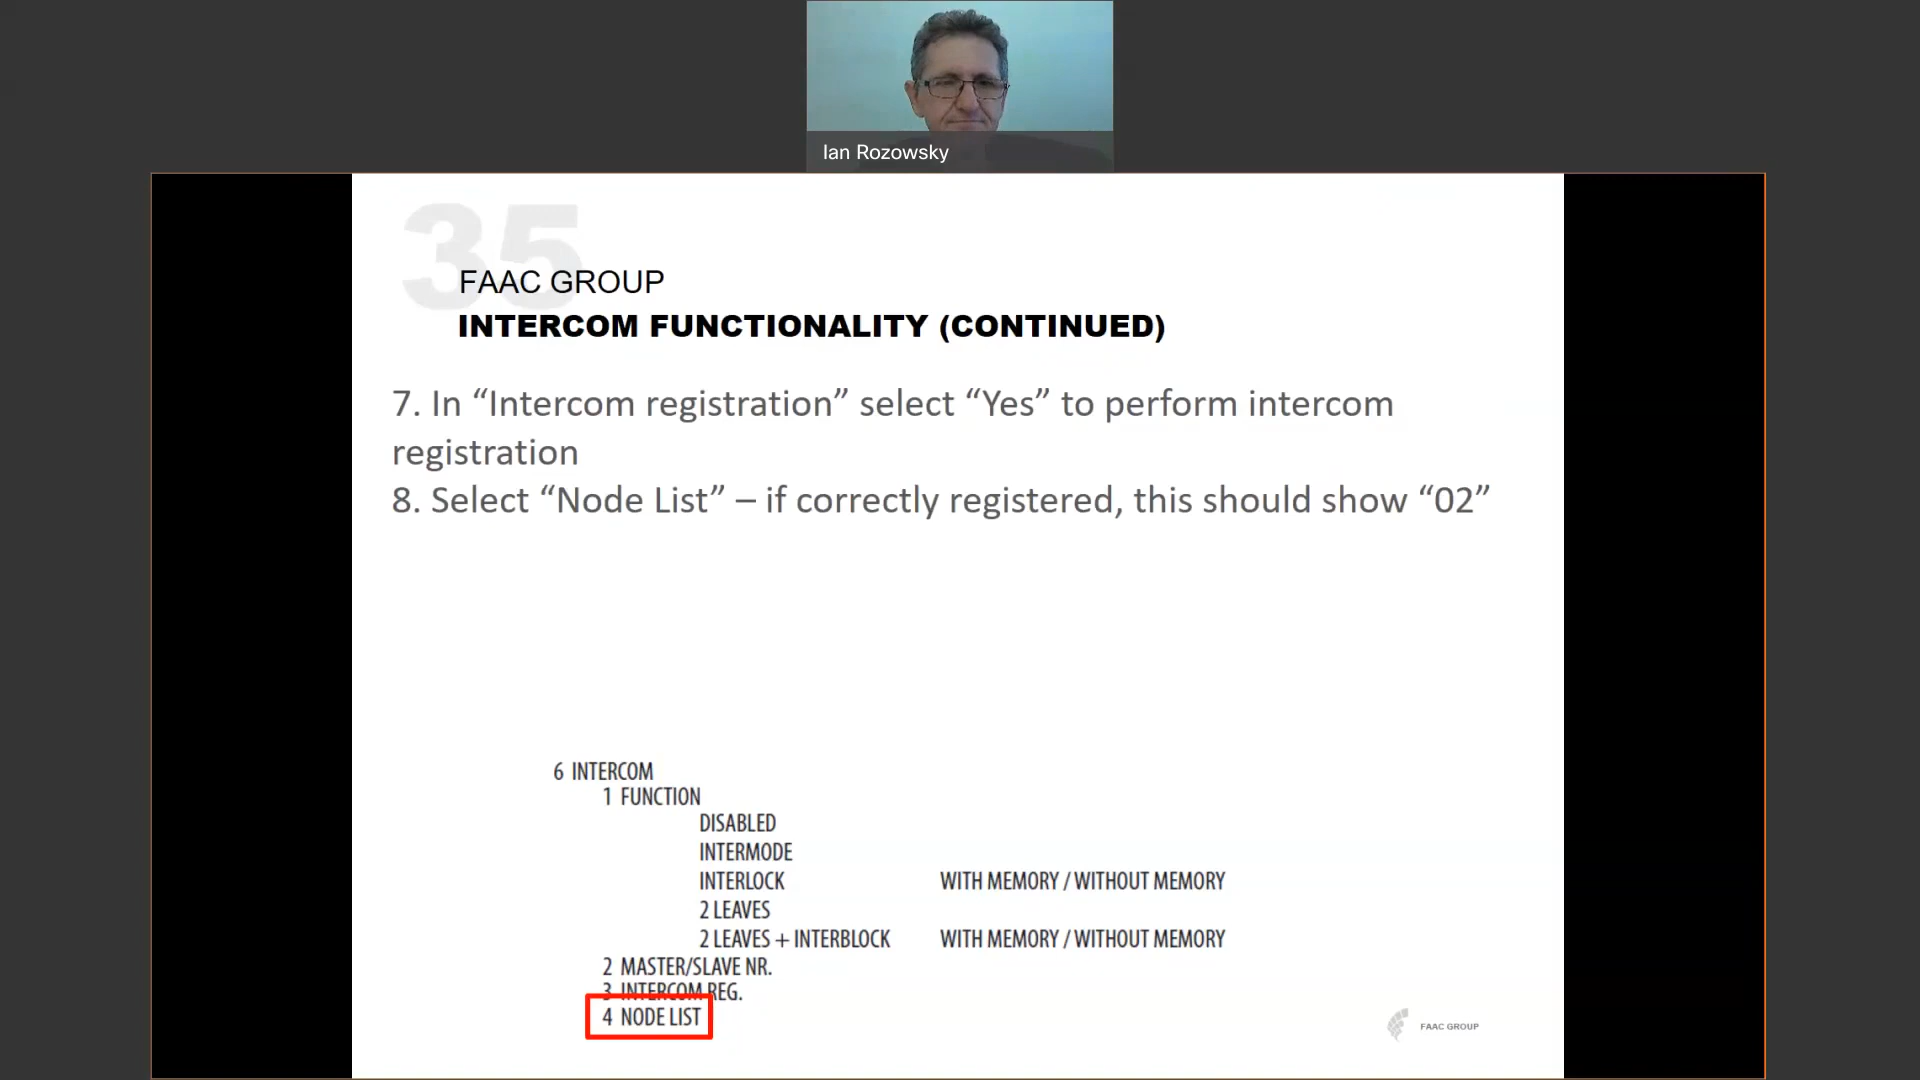 Ian Rozowsky
35
FAAC GROUP
INTERCOM FUNCTIONALITY (CONTINUED)
7. In “Intercom registration” select “Yes” to perform intercom
registration
8. Select “Node List” – if correctly registered, this should show “02”
6 INTERCOM
1 FUNCTION
DISABLED
INTERMODE
INTERLOCK WITH MEMORY / WITHOUT MEMORY
2 LEAVES
2 LEAVES + INTERBLOCK WITH MEMORY / WITHOUT MEMORY
2 MASTER/SLAVE NR.
3 INTERCOM REG.
4 NODE LIST
FAAC GROUP